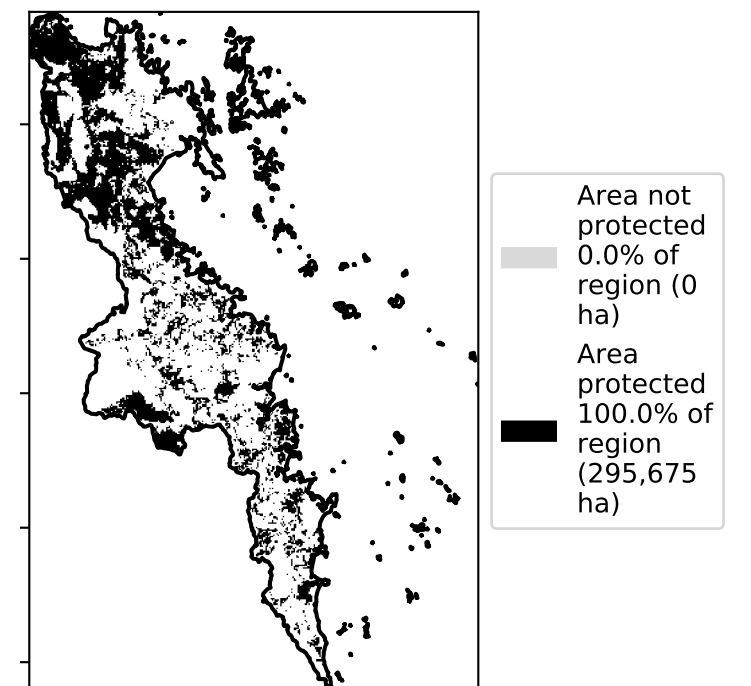 Area not
protected
0.0% of
region (0
ha)
Area
protected
100.0% of
region
(295,675
ha)